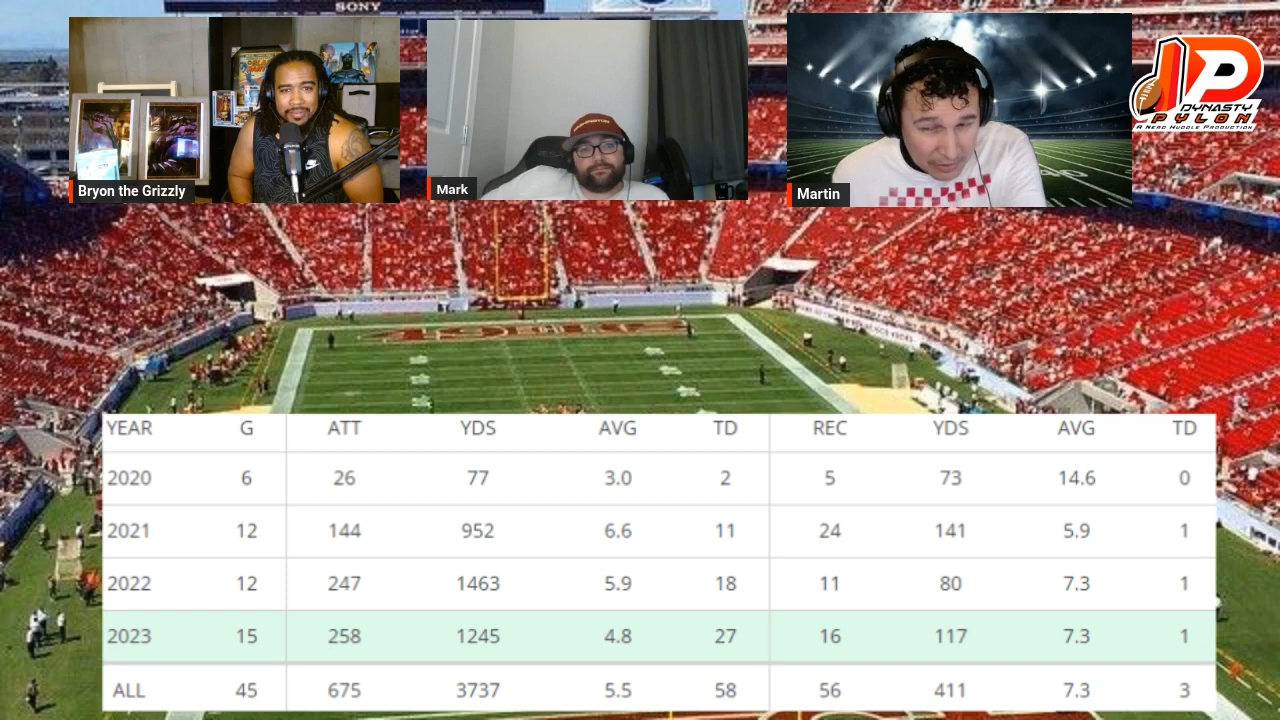 SONY
Bryon the Grizzly
Mark
Martin
DYNASTY
PYLON
A NERD HUDDLE PRODUCTION
YEAR G ATT YDS AVG TD REC YDS AVG TD
2020 6 26 77 3.0 2 5 73 14.6 0
2021 12 144 952 6.6 11 24 141 5.9 1
2022 12 247 1463 5.9 18 11 80 7.3 1
2023 15 258 1245 4.8 27 16 117 7.3 1
ALL 45 675 3737 5.5 58 56 411 7.3 3